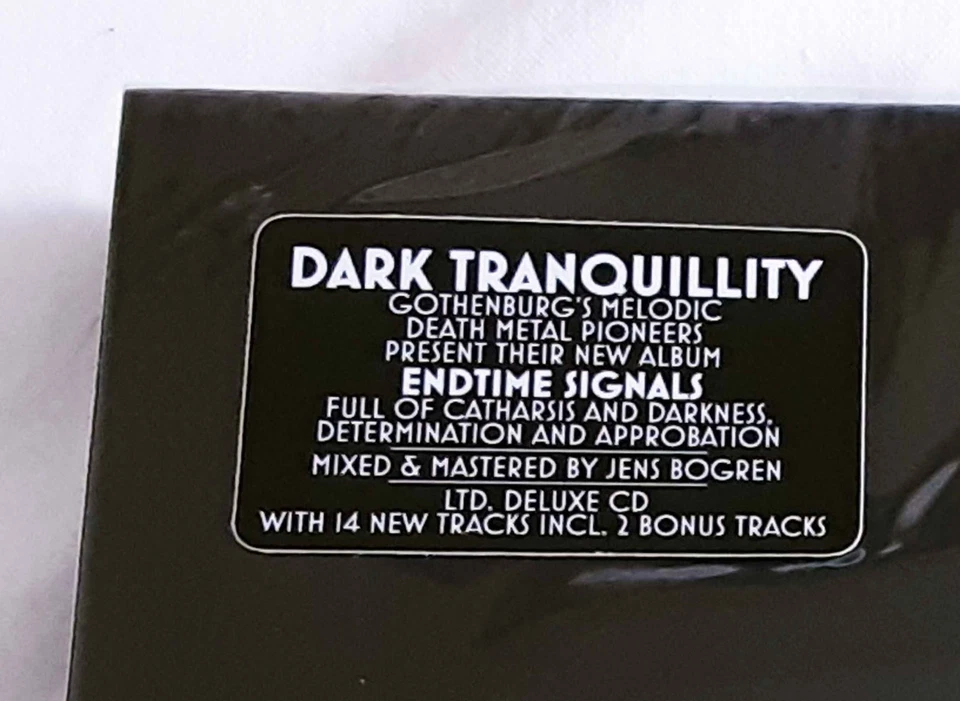 DARK TRANQUILLITY
GOTHENBURG'S MELODIC
DEATH METAL PIONEERS
PRESENT THEIR NEW ALBUM
ENDTIME SIGNALS
FULL OF CATHARSIS AND DARKNESS,
DETERMINATION AND APPROBATION
MIXED & MASTERED BY JENS BOGREN
LTD. DELUXE CD
WITH 14 NEW TRACKS INCL. 2 BONUS TRACKS